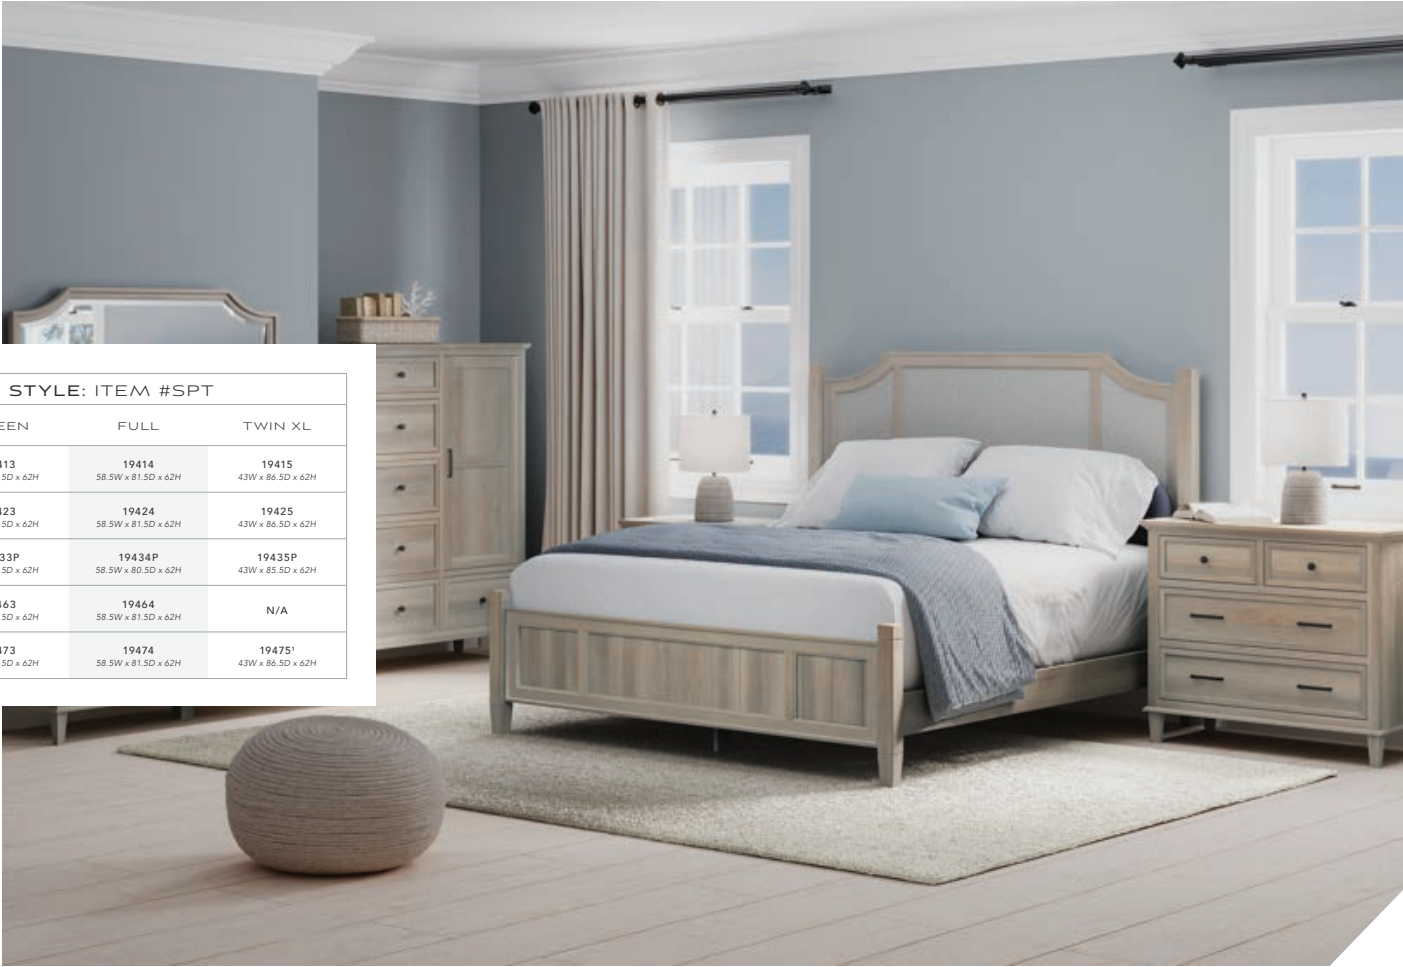 STYLE: ITEM #SPT
EEN FULL TWIN XL
413 19414 19415
.5D x 62H 58.5W x 81.5D x 62H 43W x 86.5D x 62H
423 19424 19425
.5D x 62H 58.5W x 81.5D x 62H 43W x 86.5D x 62H
33P 19434P 19435P
.5D x 62H 58.5W x 80.5D x 62H 43W x 85.5D x 62H
463 19464 N/A
.5D x 62H 58.5W x 81.5D x 62H
473 19474 19475¹
.5D x 62H 58.5W x 81.5D x 62H 43W x 86.5D x 62H